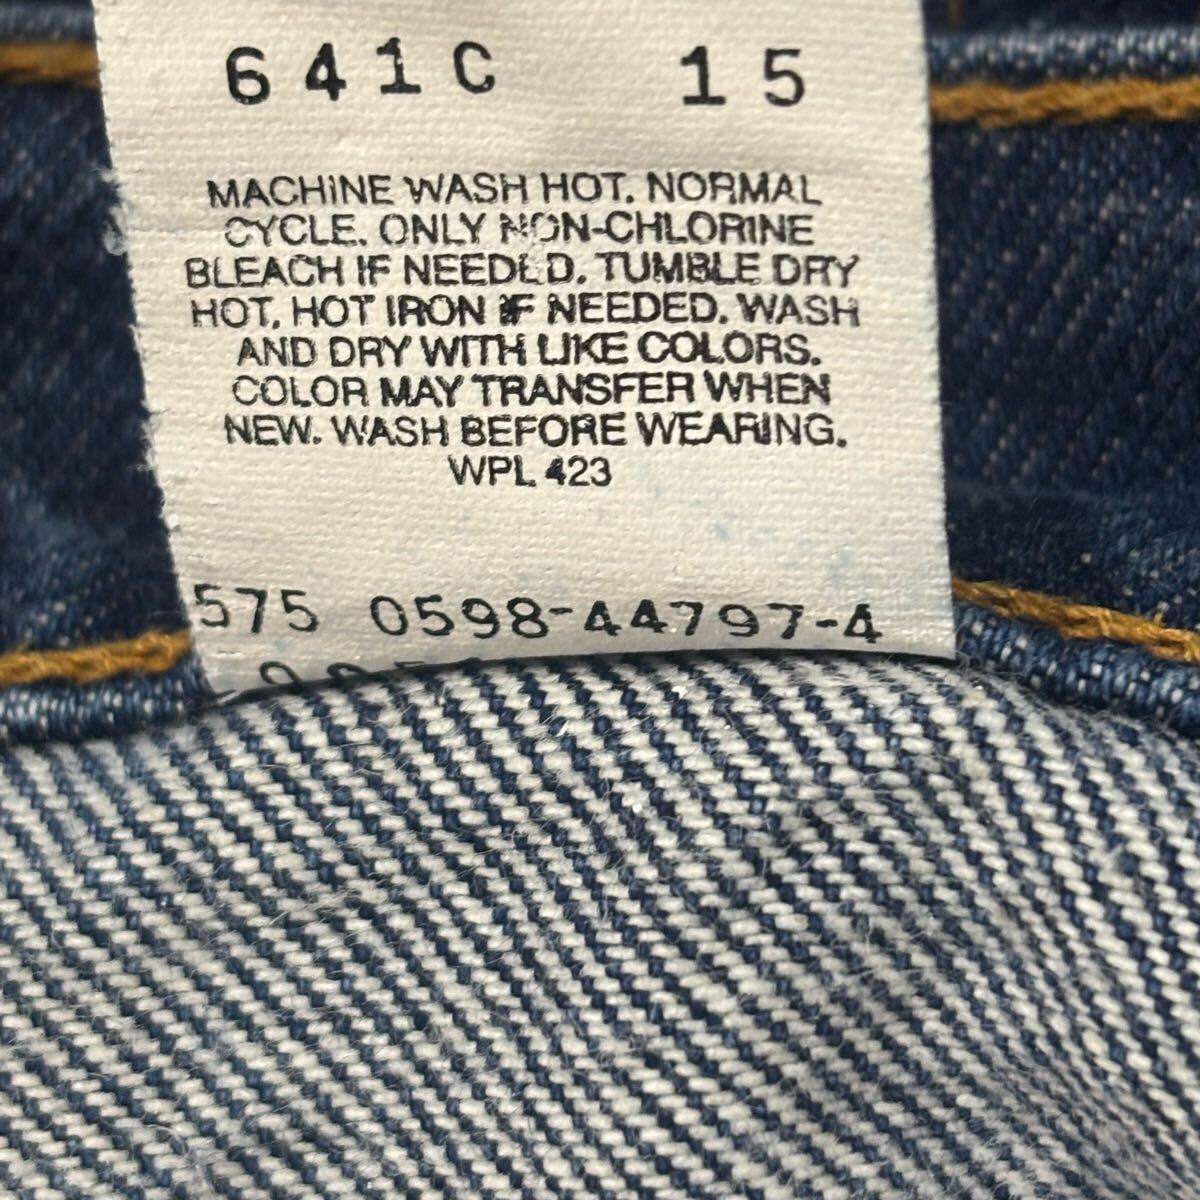 641C 15
MACHINE WASH HOT. NORMAL
CYCLE. ONLY NON-CHLORINE
BLEACH IF NEEDED. TUMBLE DRY
HOT, HOT IRON IF NEEDED. WASH
AND DRY WITH LIKE COLORS.
COLOR MAY TRANSFER WHEN
NEW. WASH BEFORE WEARING.
WPL 423
575 0598-44797-4